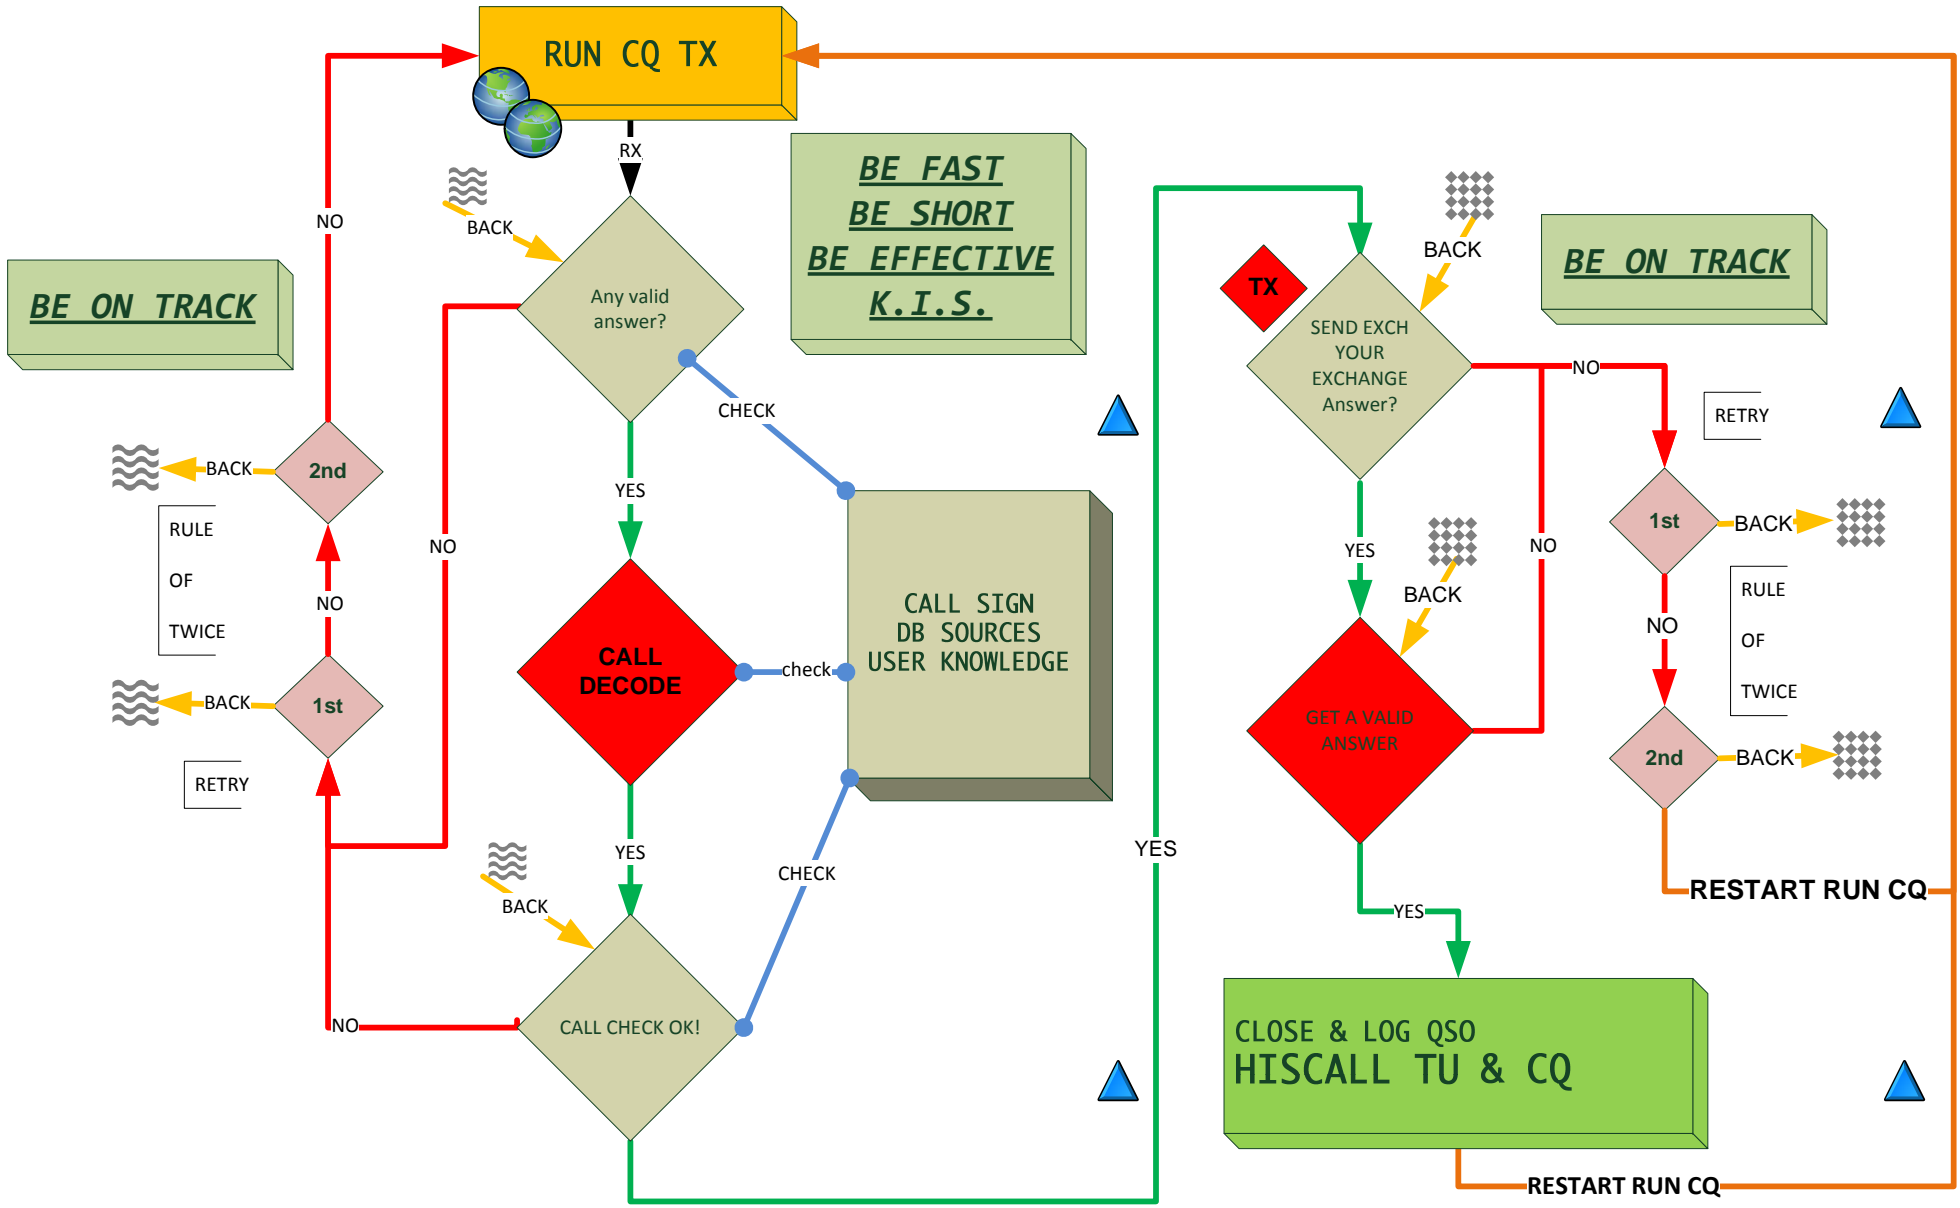 RUN CQ TX
RX
BACK
Any valid
answer?
NO
BE ON TRACK
BE FAST
BE SHORT
BE EFFECTIVE
K.I.S.
CHECK
2nd
BACK
RULE
OF
TWICE
NO
NO
YES
1st
BACK
RETRY
CALL
DECODE
check
CALL SIGN
DB SOURCES
USER KNOWLEDGE
YES
BACK
CHECK
CALL CHECK OK!
NO
YES
TX
BACK
SEND EXCH
YOUR
EXCHANGE
Answer?
BE ON TRACK
NO
RETRY
1st
BACK
YES
NO
BACK
NO
RULE
OF
TWICE
GET A VALID
ANSWER
2nd
BACK
YES
RESTART RUN CQ
CLOSE & LOG QSO
HISCALL TU & CQ
RESTART RUN CQ